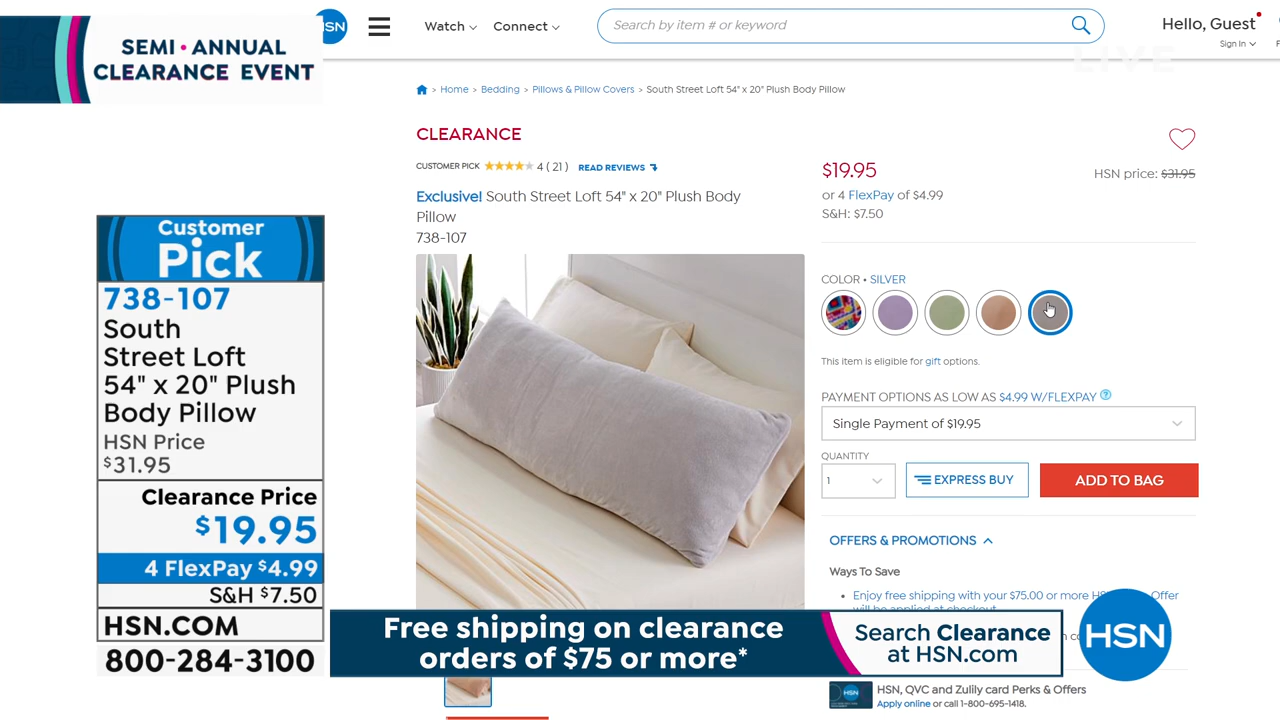 SEMI • ANNUAL
CLEARANCE EVENT
HSN
Watch
Connect
Search by item # or keyword
Hello, Guest
Sign In
LIVE
> Home > Bedding > Pillows & Pillow Covers > South Street Loft 54" x 20" Plush Body Pillow
CLEARANCE
CUSTOMER PICK 4 ( 21 ) READ REVIEWS
Exclusive! South Street Loft 54" x 20" Plush Body
Pillow
738-107
$19.95
HSN price: $31.95
or 4 FlexPay of $4.99
S&H: $7.50
COLOR • SILVER
This item is eligible for gift options.
PAYMENT OPTIONS AS LOW AS $4.99 W/FLEXPAY ?
Single Payment of $19.95
QUANTITY
1
EXPRESS BUY
ADD TO BAG
OFFERS & PROMOTIONS
Ways To Save
• Enjoy free shipping with your $75.00 or more Offer
will be applied at checkout
HSN, QVC and Zulily card Perks & Offers
Apply online or call 1-800-695-1418.
HSN
Customer
Pick
738-107
South
Street Loft
54" x 20" Plush
Body Pillow
HSN Price
$31.95
Clearance Price
$19.95
4 FlexPay $4.99
S&H $7.50
HSN.COM
800-284-3100
Free shipping on clearance
orders of $75 or more*
Search Clearance
at HSN.com
HSN